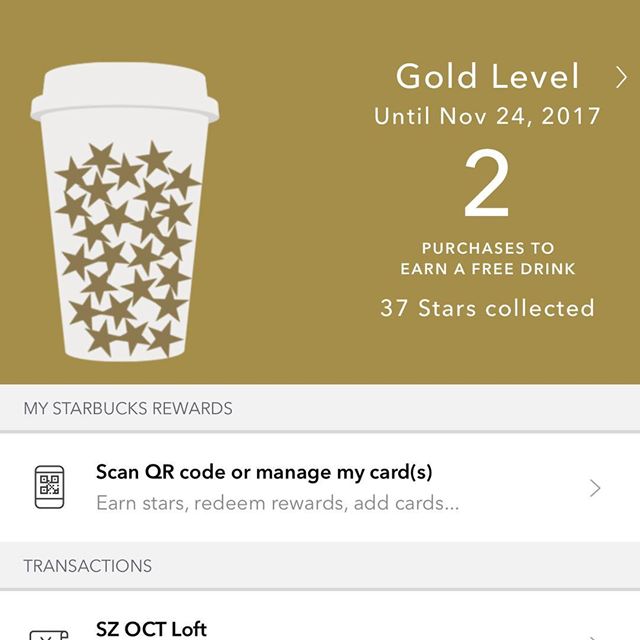 Gold Level
Until Nov 24, 2017
2
PURCHASES TO
EARN A FREE DRINK
37 Stars collected
MY STARBUCKS REWARDS
Scan QR code or manage my card(s)
Earn stars, redeem rewards, add cards...
TRANSACTIONS
SZ OCT Loft